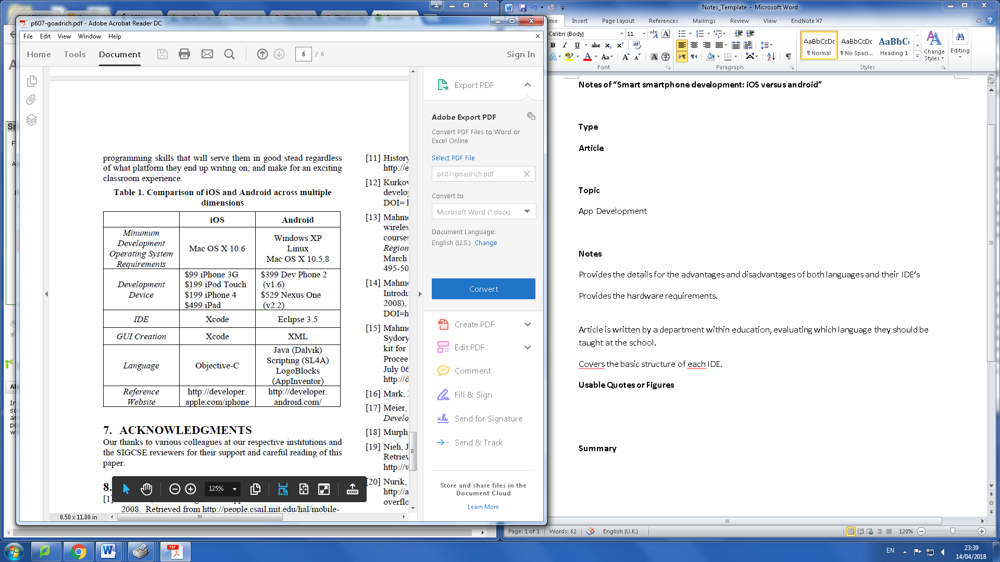 p607-goadrich.pdf - Adobe Acrobat Reader DC
File Edit View Window Help
Home Tools Document 6 / 6 Sign In
programming skills that will serve them in good stead regardless
of what platform they end up writing on; and make for an exciting
classroom experience.
Table 1. Comparison of iOS and Android across multiple
dimensions
iOS Android
Minumum
Development
Operating System
Requirements
Mac OS X 10.6
Windows XP
Linux
Mac OS X 10.5.8
Development
Device
$99 iPhone 3G
$199 iPod Touch
$199 iPhone 4
$499 iPad
$399 Dev Phone 2
(v1.6)
$529 Nexus One
(v2.2)
IDE Xcode Eclipse 3.5
GUI Creation Xcode XML
Language
Objective-C
Java (Dalvik)
Scripting (SL4A)
LogoBlocks
(AppInventor)
Reference
Website
http://developer.
apple.com/iphone
http://developer.
android.com/
7. ACKNOWLEDGMENTS
Our thanks to various colleagues at our respective institutions and
the SIGCSE reviewers for their support and careful reading of this
paper.
8.
[1]
2008. Retrieved from http://people.csail.mit.edu/hal/mobile-
[11] History
http://e
[12] Kurkov
develop
DOI= h
[13] Mahmo
wireles
courses
Region
March
495-50
[14] Mahmo
Introdu
2008),
DOI=h
[15] Mahmo
Sydory
kit for
Procee
July 06
http://d
[16] Mark,
[17] Meier,
Develo
[18] Murph
[19] Nieh, J
Retriev
http://v
[20] Nurik,
http://a
overflo
125%
8.50 x 11.00 in
Export PDF
Adobe Export PDF
Convert PDF Files to Word or
Excel Online
Select PDF File
p607-goadrich.pdf
Convert to
Microsoft Word (*.docx)
Document Language:
English (U.S.) Change
Convert
Create PDF
Edit PDF
Comment
Fill & Sign
Send for Signature
Send & Track
Store and share files in the
Document Cloud
Learn More
Notes_Template - Microsoft Word
ome Insert Page Layout References Mailings Review View EndNote X7
Calibri (Body) 11
AaBbCcDc AaBbCcDc AaBbCc
¶ Normal ¶ No Spaci... Heading 1
Change
Styles
Editing
Font Paragraph Styles
Notes of “Smart smartphone development: iOS versus android”
Type
Article
Topic
App Development
Notes
Provides the details for the advantages and disadvantages of both languages and their IDE’s
Provides the hardware requirements.
Article is written by a department within education, evaluating which language they should be
taught at the school.
Covers the basic structure of each IDE.
Usable Quotes or Figures
Summary
Page: 1 of 1 Words: 62 English (U.K.) 120%
EN
23:39
14/04/2018